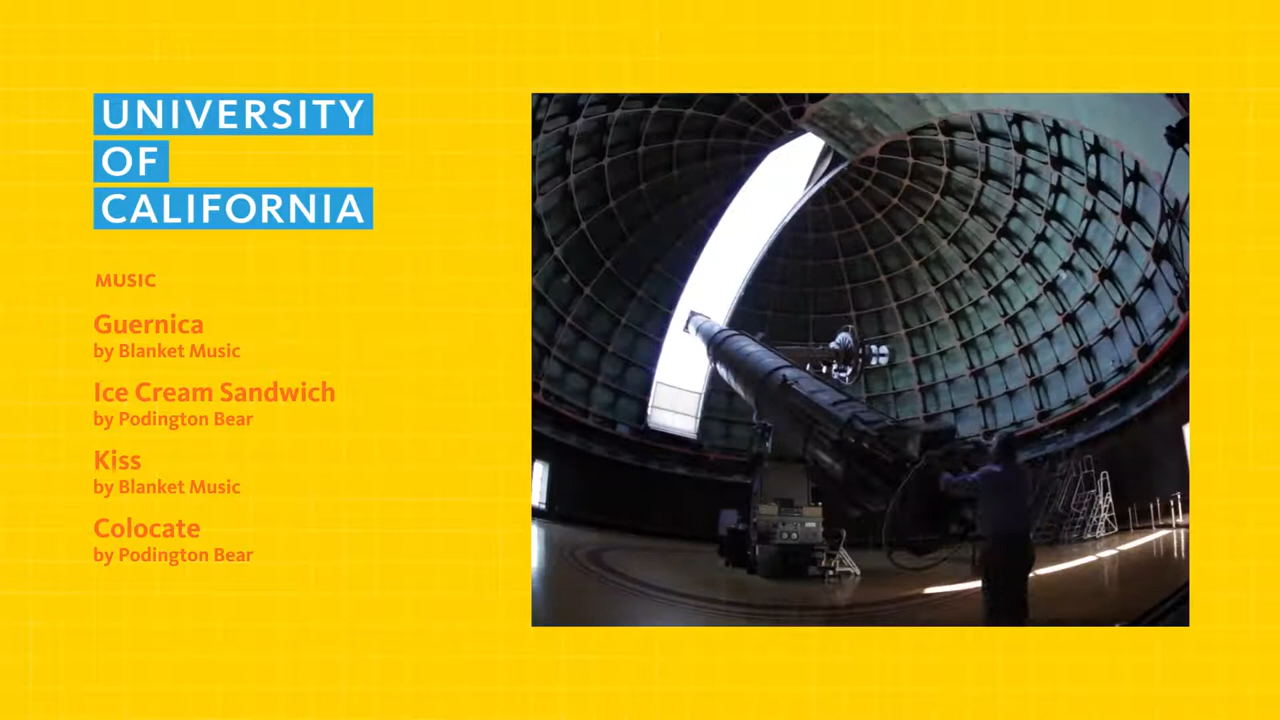 UNIVERSITY
OF
CALIFORNIA
MUSIC
Guernica
by Blanket Music
Ice Cream Sandwich
by Podington Bear
Kiss
by Blanket Music
Colocate
by Podington Bear